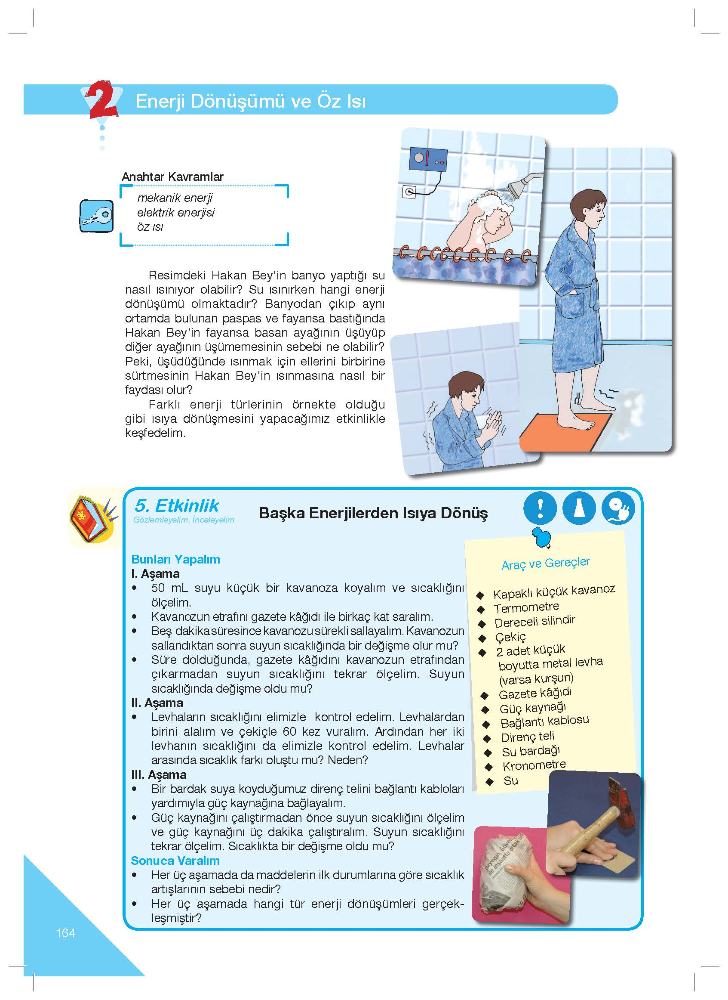 2
Enerji Dönüşümü ve Öz Isı
Anahtar Kavramlar
mekanik enerji
elektrik enerjisi
öz ısı
Resimdeki Hakan Bey'in banyo yaptığı su
nasıl ısınıyor olabilir? Su ısınırken hangi enerji
dönüşümü olmaktadır? Banyodan çıkıp aynı
ortamda bulunan paspas ve fayansa bastığında
Hakan Bey'in fayansa basan ayağının üşüyüp
diğer ayağının üşümemesinin sebebi ne olabilir?
Peki, üşüdüğünde ısınmak için ellerini birbirine
sürtmesinin Hakan Bey'in ısınmasına nasıl bir
faydası olur?
Farklı enerji türlerinin örnekte olduğu
gibi ısıya dönüşmesini yapacağımız etkinlikle
keşfedelim.
5. Etkinlik
Gözlemleyelim, İnceleyelim
Başka Enerjilerden Isıya Dönüş
Bunları Yapalım
I. Aşama
• 50 mL suyu küçük bir kavanoza koyalım ve sıcaklığını
ölçelim.
• Kavanozun etrafını gazete kâğıdı ile birkaç kat saralım.
• Beş dakika süresince kavanozu sürekli sallayalım. Kavanozun
sallandıktan sonra suyun sıcaklığında bir değişme olur mu?
• Süre dolduğunda, gazete kâğıdını kavanozun etrafından
çıkarmadan suyun sıcaklığını tekrar ölçelim. Suyun
sıcaklığında değişme oldu mu?
II. Aşama
• Levhaların sıcaklığını elimizle kontrol edelim. Levhalardan
birini alalım ve çekiçle 60 kez vuralım. Ardından her iki
levhanın sıcaklığını da elimizle kontrol edelim. Levhalar
arasında sıcaklık farkı oluştu mu? Neden?
III. Aşama
• Bir bardak suya koyduğumuz direnç telini bağlantı kabloları
yardımıyla güç kaynağına bağlayalım.
• Güç kaynağını çalıştırmadan önce suyun sıcaklığını ölçelim
ve güç kaynağını üç dakika çalıştıralım. Suyun sıcaklığını
tekrar ölçelim. Sıcaklıkta bir değişme oldu mu?
Sonuca Varalım
• Her üç aşamada da maddelerin ilk durumlarına göre sıcaklık
artışlarının sebebi nedir?
• Her üç aşamada hangi tür enerji dönüşümleri gerçek-
leşmiştir?
Araç ve Gereçler
◆ Kapaklı küçük kavanoz
◆ Termometre
◆ Dereceli silindir
◆ Çekiç
◆ 2 adet küçük
boyutta metal levha
(varsa kurşun)
◆ Gazete kâğıdı
◆ Güç kaynağı
◆ Bağlantı kablosu
◆ Direnç teli
◆ Su bardağı
◆ Kronometre
◆ Su
164